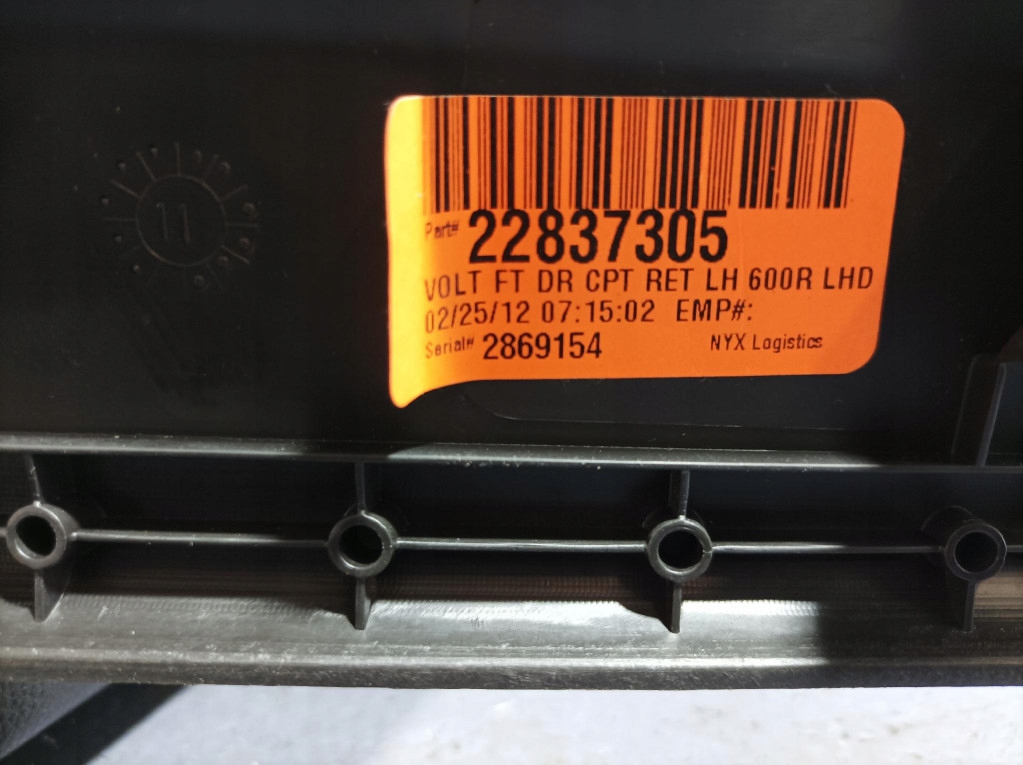 11
Part# 22837305
VOLT FT DR CPT RET LH 600R LHD
02/25/12 07:15:02 EMP#:
Serial# 2869154 NYX Logistics